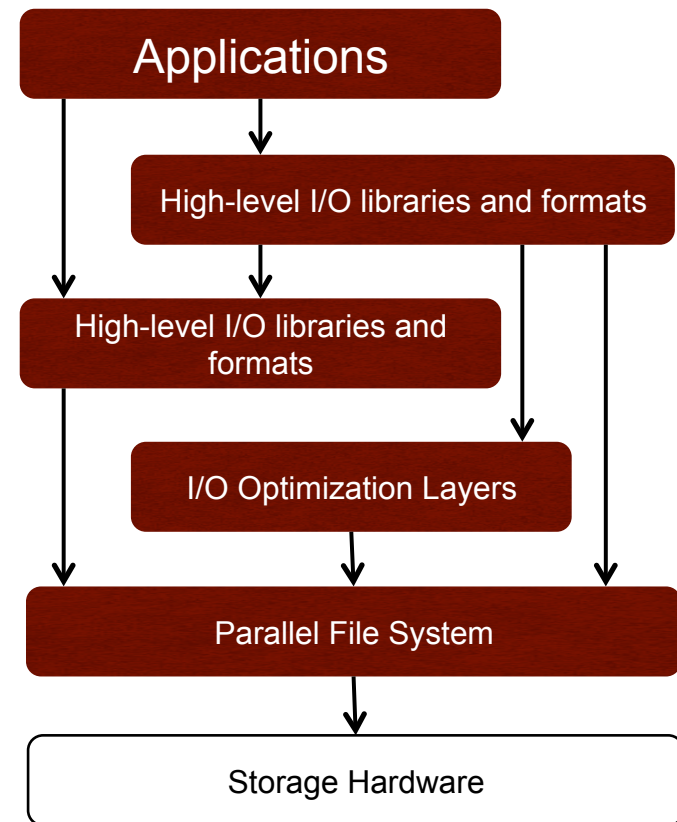 Applications
High-level I/O libraries and formats
High-level I/O libraries and
formats
I/O Optimization Layers
Parallel File System
Storage Hardware